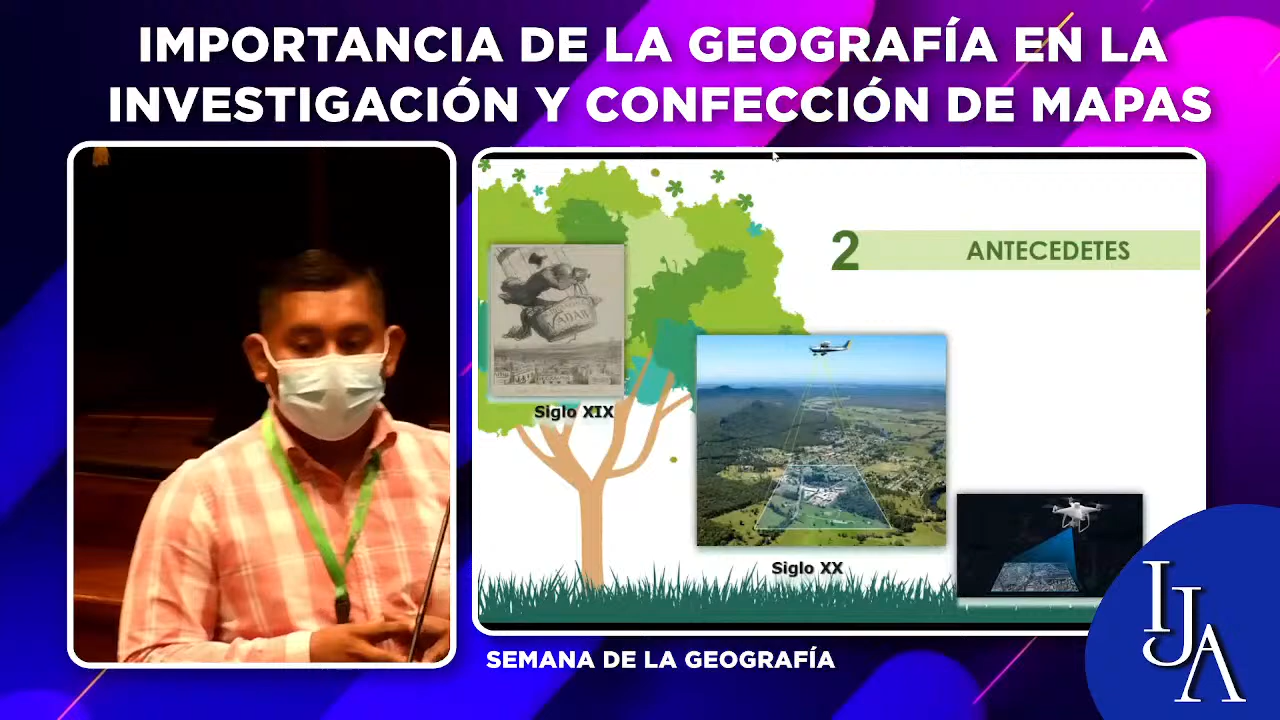 IMPORTANCIA DE LA GEOGRAFÍA EN LA
INVESTIGACIÓN Y CONFECCIÓN DE MAPAS
2 ANTECEDETES
NADAR
Siglo XIX
Siglo XX
SEMANA DE LA GEOGRAFÍA
IJA